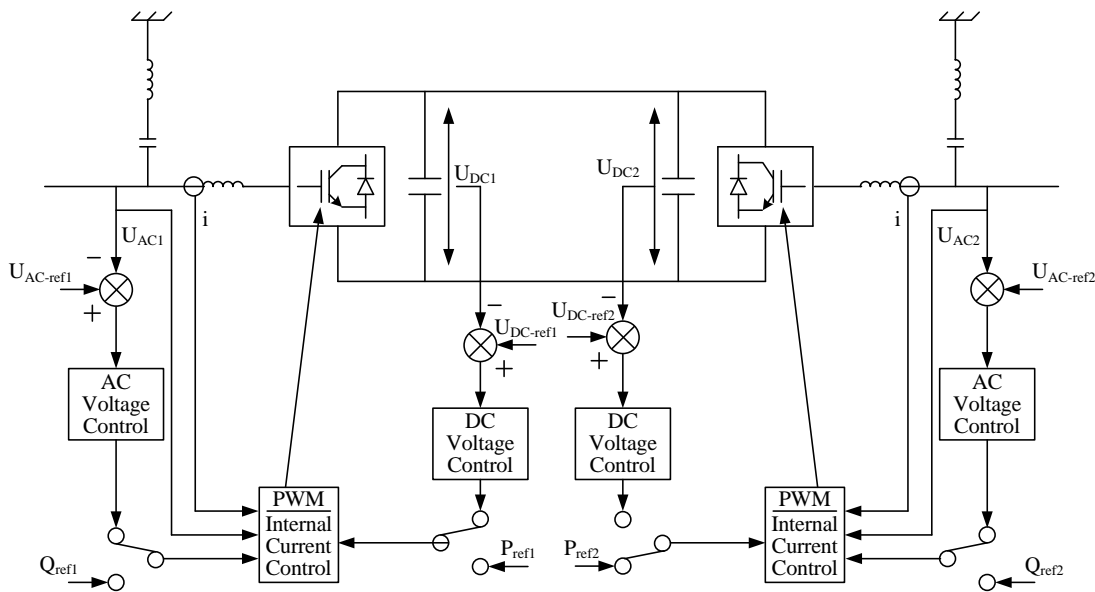 U_DC1
U_DC2
i
i
U_AC1
U_AC2
−
U_AC-ref1
+
U_AC-ref2
−
U_DC-ref1
+
−
U_DC-ref2
+
AC
Voltage
Control
AC
Voltage
Control
DC
Voltage
Control
DC
Voltage
Control
PWM
Internal
Current
Control
PWM
Internal
Current
Control
Q_ref1
P_ref1
P_ref2
Q_ref2